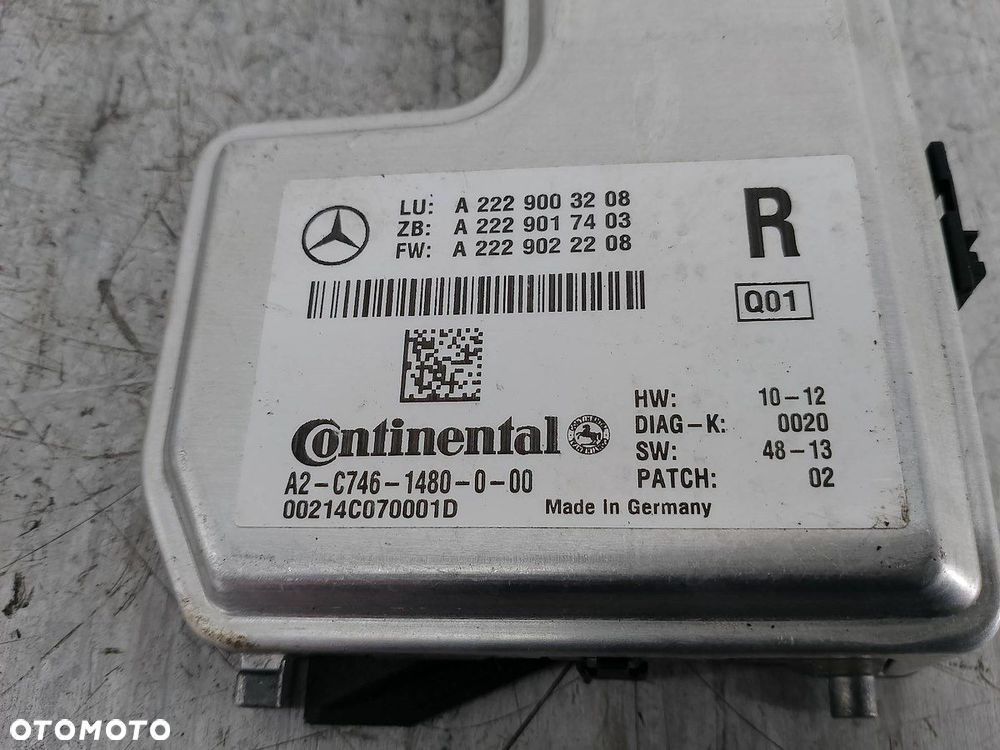 LU: A 222 900 32 08
ZB: A 222 901 74 03
FW: A 222 902 22 08
R
Q01
HW: 10-12
DIAG-K: 0020
SW: 48-13
PATCH: 02
Continental
A2-C746-1480-0-00
00214C070001D
Made in Germany
OTOMOTO